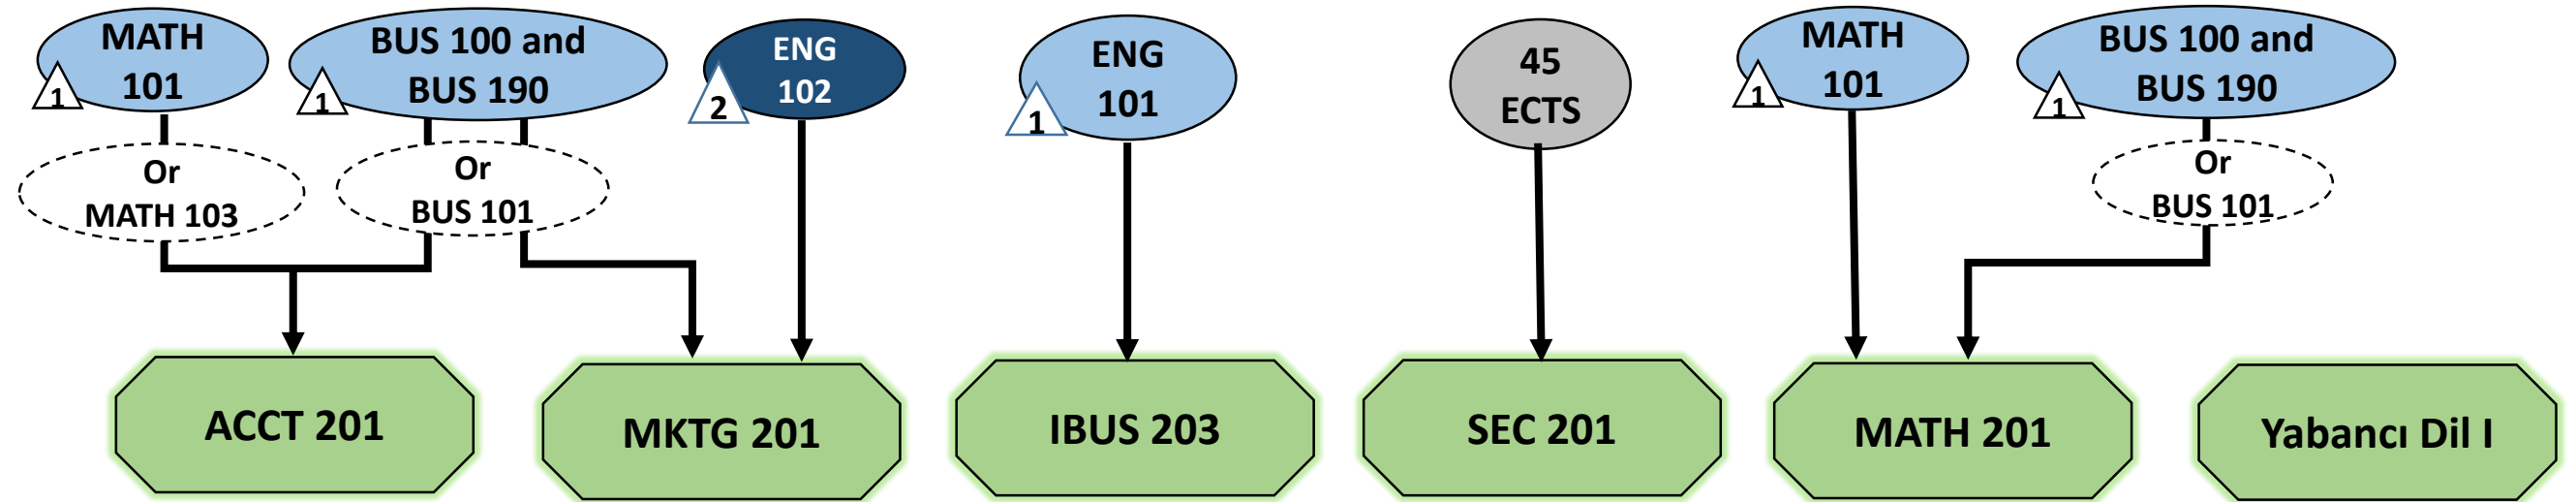 MATH
101
1
BUS 100 and
BUS 190
1
ENG
102
2
ENG
101
1
45
ECTS
MATH
101
1
BUS 100 and
BUS 190
1
Or
MATH 103
Or
BUS 101
Or
BUS 101
ACCT 201
MKTG 201
IBUS 203
SEC 201
MATH 201
Yabancı Dil I